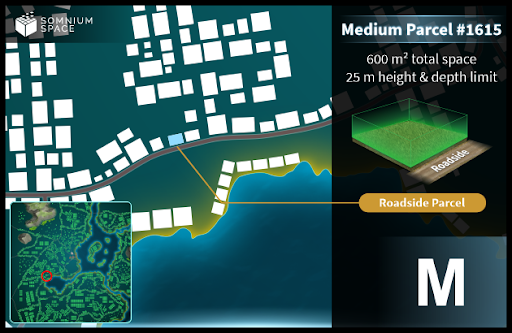 SOMNIUM
SPACE
Medium Parcel #1615
600 m² total space
25 m height & depth limit
Roadside
Roadside Parcel
M